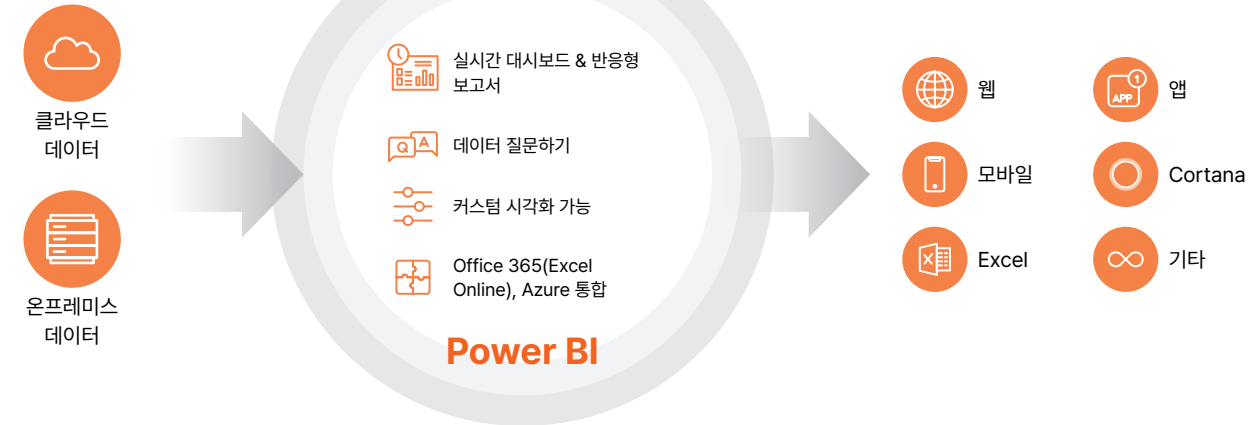 클라우드
데이터
온프레미스
데이터
실시간 대시보드 & 반응형
보고서
Q A
데이터 질문하기
커스텀 시각화 가능
Office 365(Excel
Online), Azure 통합
Power BI
웹
APP 1
앱
모바일
Cortana
X
Excel
기타